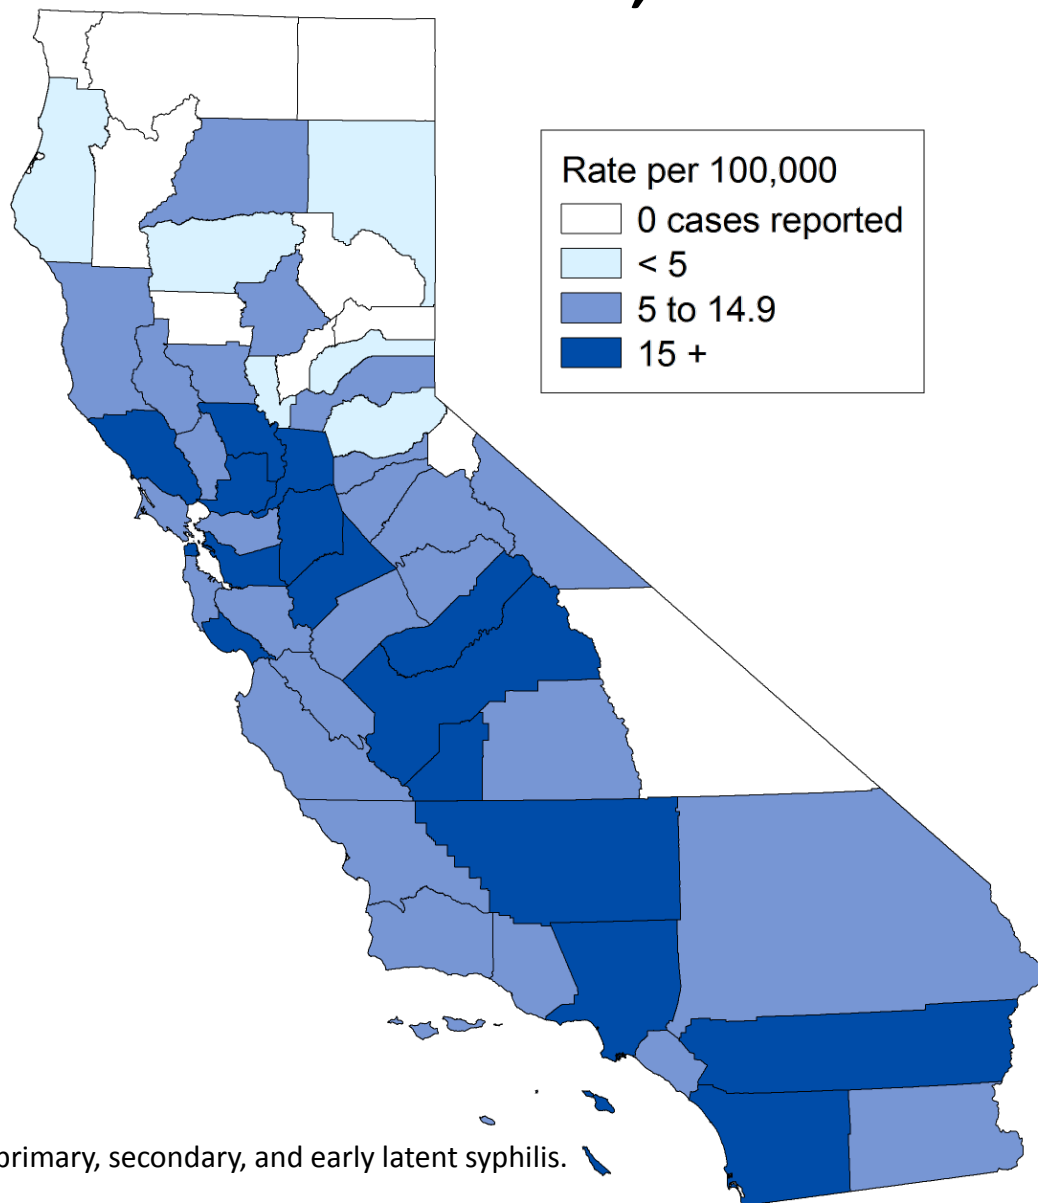 Rate per 100,000
0 cases reported
< 5
5 to 14.9
15 +
primary, secondary, and early latent syphilis.